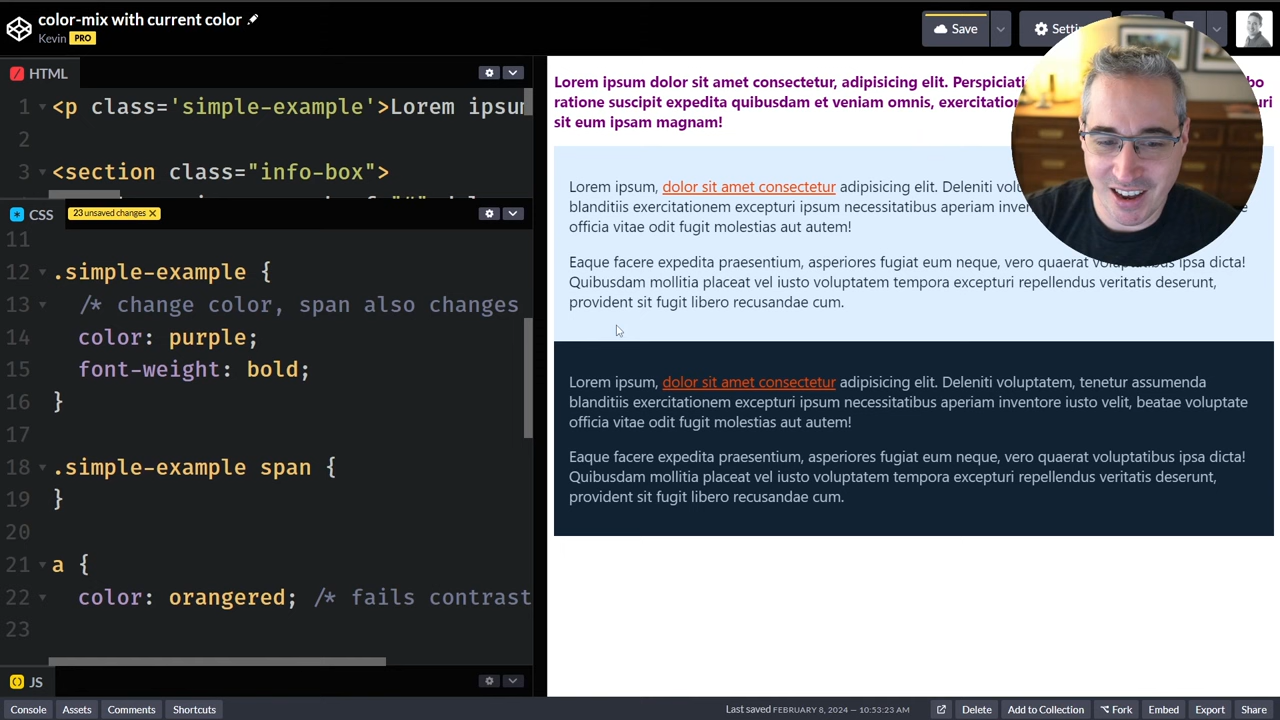 color-mix with current color
Kevin PRO
Save
HTML
1 <p class='simple-example'>Lorem ipsum
2
3 <section class="info-box">
CSS 23 unsaved changes X
11
12 .simple-example {
13 /* change color, span also changes
14 color: purple;
15 font-weight: bold;
16 }
17
18 .simple-example span {
19 }
20
21 a {
22 color: orangered; /* fails contrast
23
JS
Lorem ipsum dolor sit amet consectetur, adipisicing elit.
ratione suscipit expedita quibusdam et veniam omnis,
sit eum ipsam magnam!
Lorem ipsum, dolor sit amet consectetur adipisicing elit. Deleniti
blanditiis exercitationem excepturi ipsum necessitatibus aperiam
officia vitae odit fugit molestias aut autem!
Eaque facere expedita praesentium, asperiores fugiat eum neque, vero quaerat voluptatibus ipsa dicta!
Quibusdam mollitia placeat vel iusto voluptatem tempora excepturi repellendus veritatis deserunt,
provident sit fugit libero recusandae cum.
Lorem ipsum, dolor sit amet consectetur adipisicing elit. Deleniti voluptatem, tenetur assumenda
blanditiis exercitationem excepturi ipsum necessitatibus aperiam inventore iusto velit, beatae voluptate
officia vitae odit fugit molestias aut autem!
Eaque facere expedita praesentium, asperiores fugiat eum neque, vero quaerat voluptatibus ipsa dicta!
Quibusdam mollitia placeat vel iusto voluptatem tempora excepturi repellendus veritatis deserunt,
provident sit fugit libero recusandae cum.
Console Assets Comments Shortcuts Last saved FEBRUARY 8, 2024 — 10:53:23 AM Delete Add to Collection Fork Embed Export Share